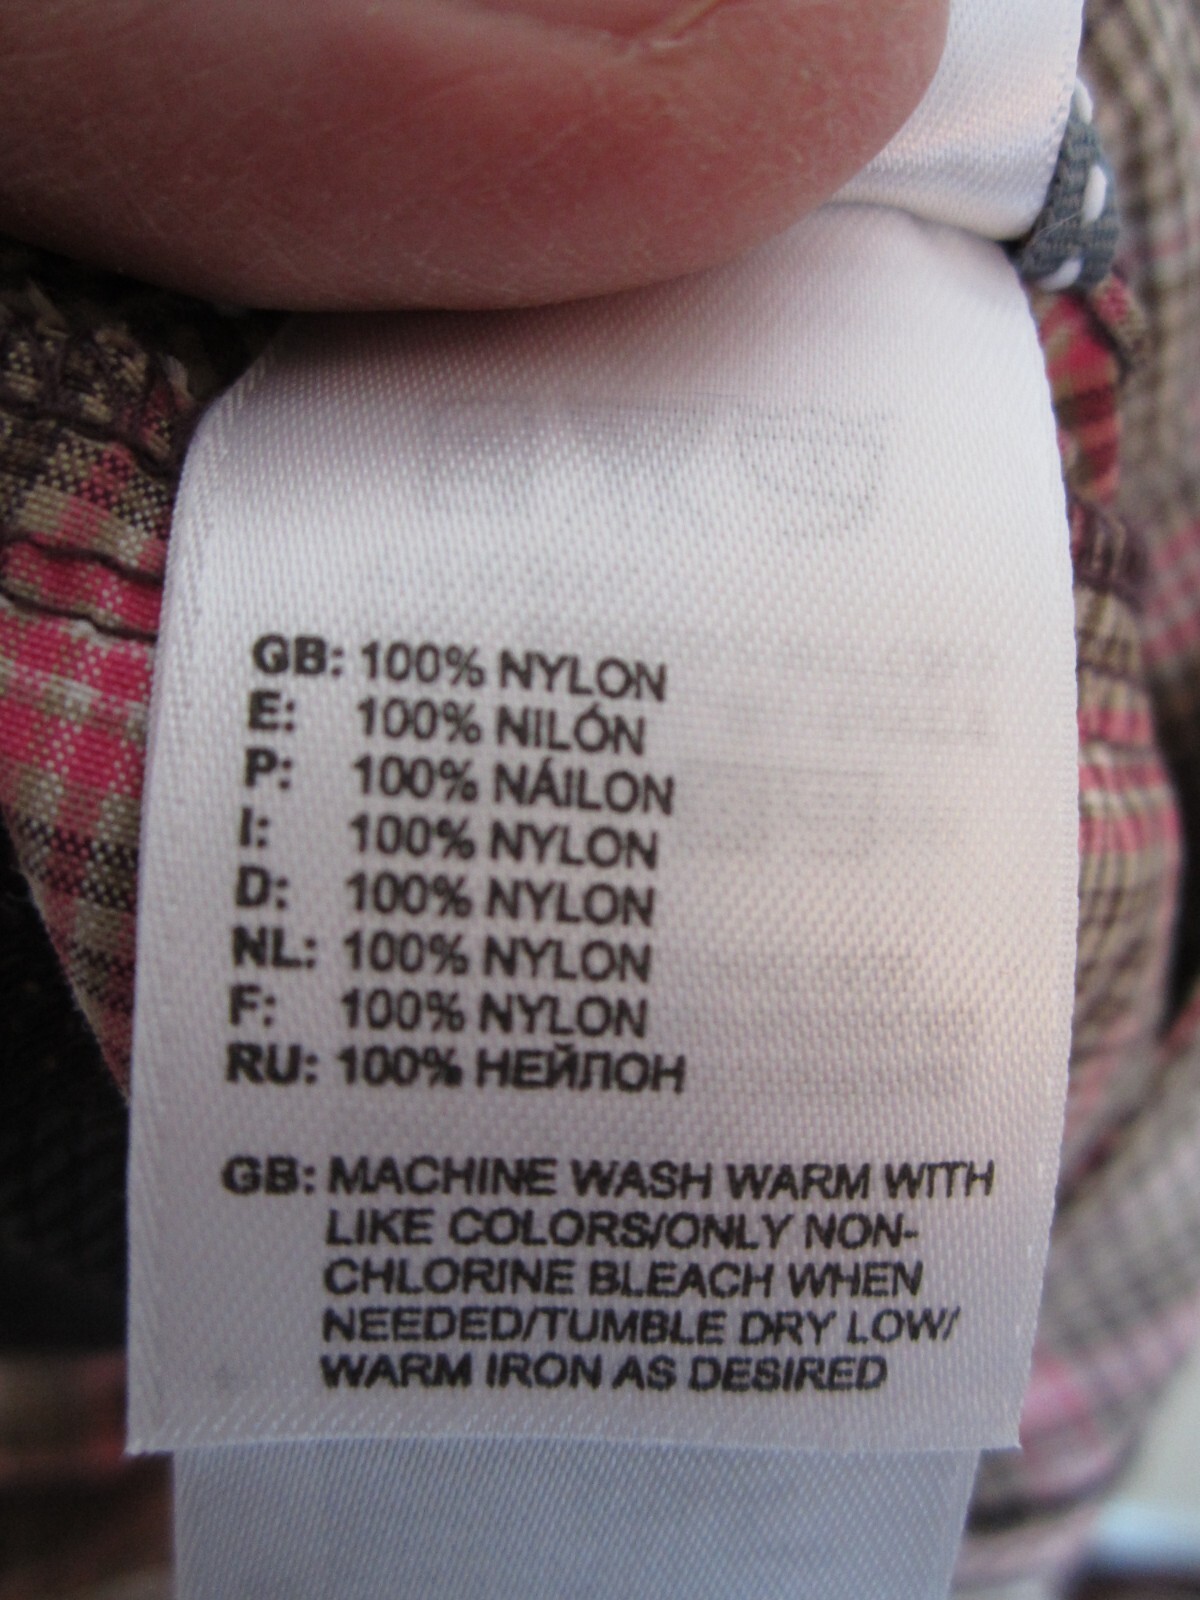 GB: 100% NYLON
E: 100% NILÓN
P: 100% NÁILON
I: 100% NYLON
D: 100% NYLON
NL: 100% NYLON
F: 100% NYLON
RU: 100% НЕЙЛОН
GB: MACHINE WASH WARM WITH
LIKE COLORS/ONLY NON-
CHLORINE BLEACH WHEN
NEEDED/TUMBLE DRY LOW/
WARM IRON AS DESIRED